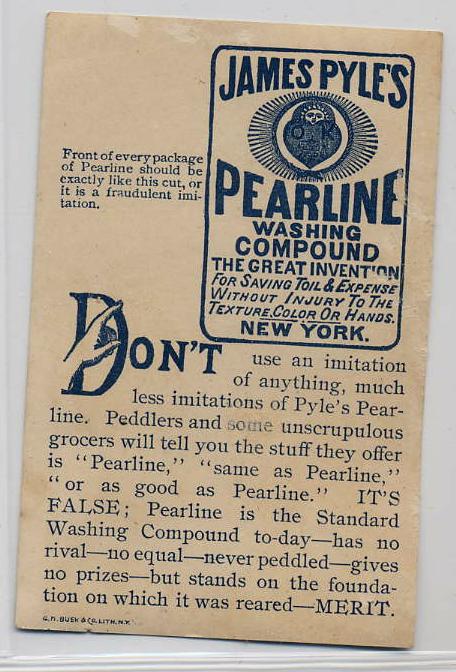 JAMES PYLE'S
O K
PEARLINE
WASHING
COMPOUND
THE GREAT INVENT'ON
FOR SAVING TOIL & EXPENSE
WITHOUT INJURY TO THE
TEXTURE, COLOR OR HANDS.
NEW YORK.
Front of every package
of Pearline should be
exactly like this cut, or
it is a fraudulent imi-
tation.
DON'T use an imitation
of anything, much
less imitations of Pyle's Pear-
line. Peddlers and some unscrupulous
grocers will tell you the stuff they offer
is "Pearline," "same as Pearline,"
"or as good as Pearline." IT'S
FALSE; Pearline is the Standard
Washing Compound to-day—has no
rival—no equal—never peddled—gives
no prizes—but stands on the founda-
tion on which it was reared—MERIT.
G. H. BUEK & CO. LITH. N.Y.